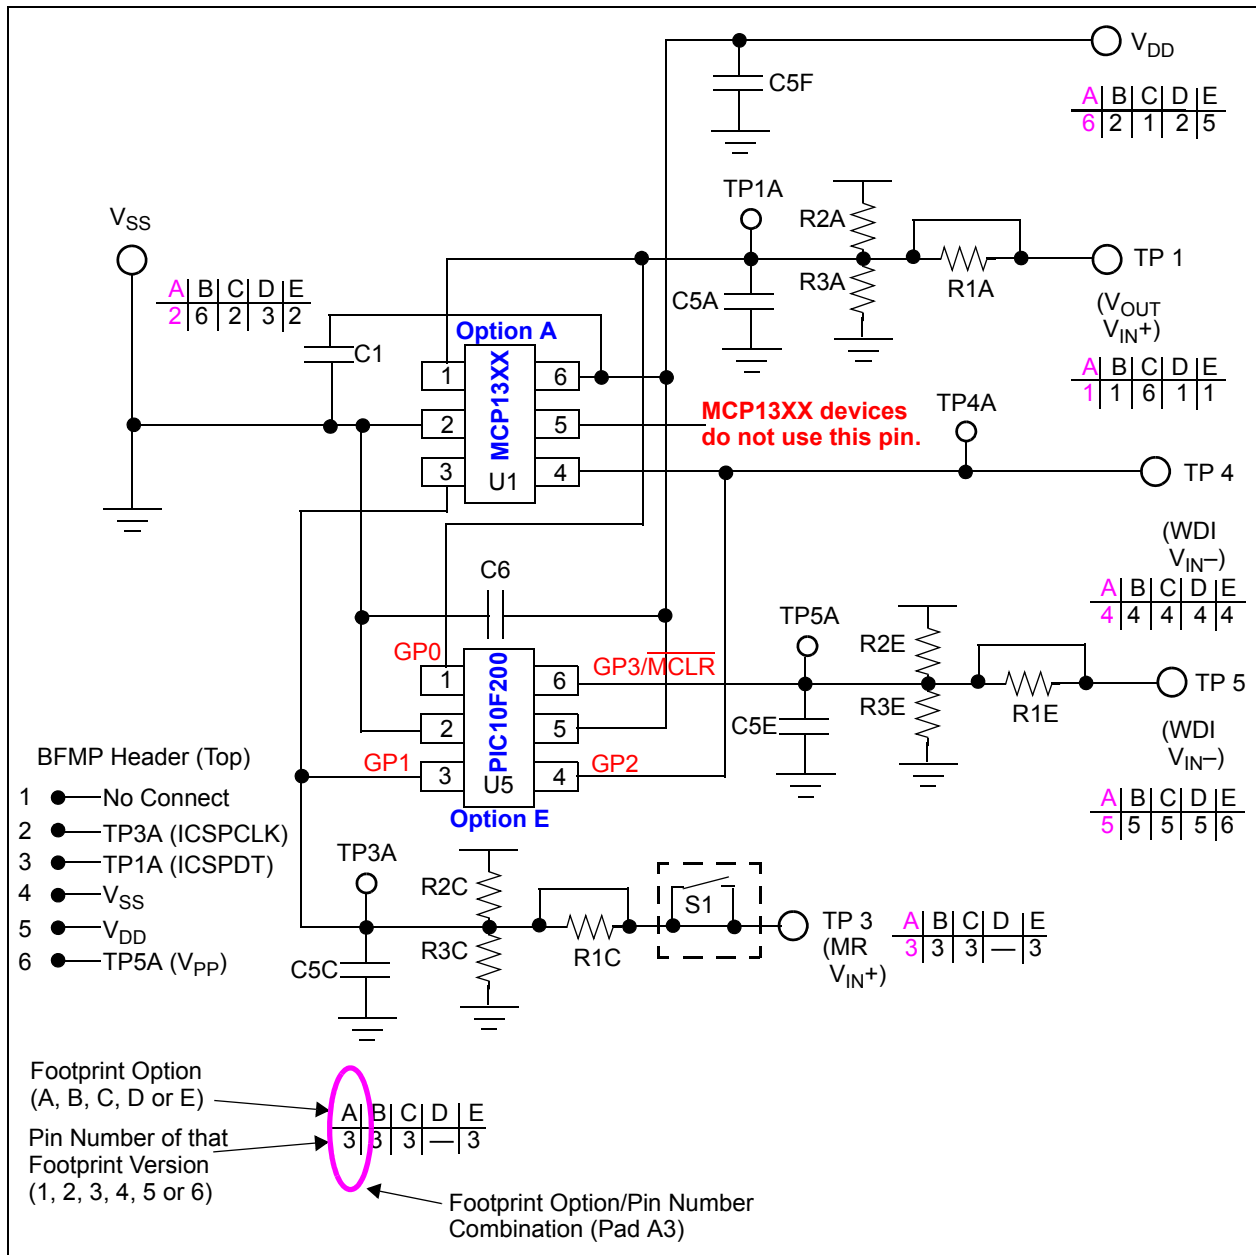 VDD
C5F
A B C D E
6 2 1 2 5
TP1A
R2A
VSS
TP 1
R3A
R1A
C5A
A B C D E
2 6 2 3 2
(VOUT
VIN+)
Option A
C1
1 6
A B C D E
1 1 6 1 1
MCP13XX
TP4A
MCP13XX devices
do not use this pin.
2 5
3 4
U1
TP 4
(WDI
VIN–)
C6
A B C D E
4 4 4 4 4
TP5A
R2E
GP0
GP3/MCLR
1 6
TP 5
R3E
R1E
PIC10F200
C5E
2 5
(WDI
VIN–)
BFMP Header (Top)
GP1
3 4
GP2
U5
1 No Connect
Option E
A B C D E
5 5 5 5 6
2 TP3A (ICSPCLK)
3 TP1A (ICSPDT)
4 VSS
5 VDD
6 TP5A (VPP)
TP3A
R2C
S1
R3C
R1C
C5C
TP 3
(MR
VIN+)
A B C D E
3 3 3 — 3
Footprint Option
(A, B, C, D or E)
A B C D E
3 3 3 — 3
Pin Number of that
Footprint Version
(1, 2, 3, 4, 5 or 6)
Footprint Option/Pin Number
Combination (Pad A3)